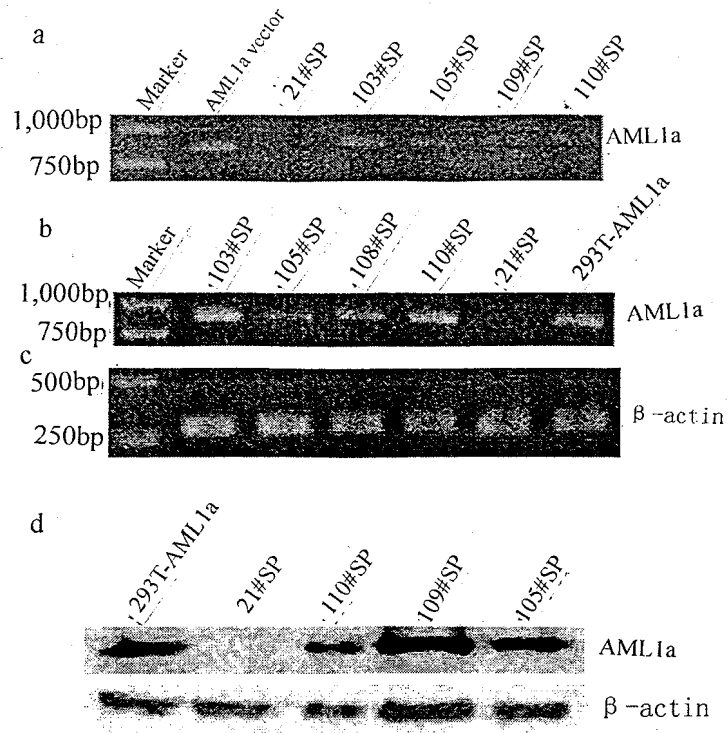 a
Marker AML1a vector 21#SP 103#SP 105#SP 109#SP 110#SP
1,000bp
AML1a
750bp
b
Marker 103#SP 105#SP 108#SP 110#SP 21#SP 293T-AML1a
1,000bp
AML1a
750bp
c
500bp
β-actin
250bp
d
293T-AML1a 21#SP 110#SP 109#SP 105#SP
AML1a
β-actin